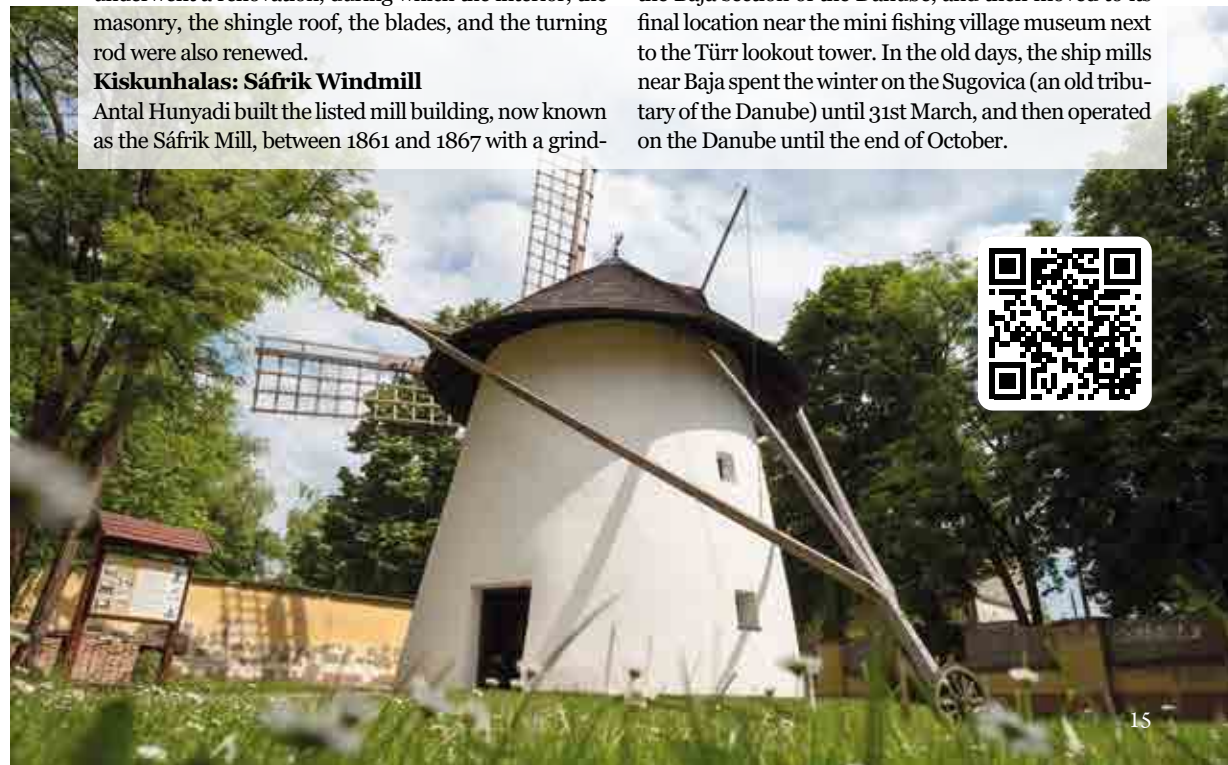 masonry, the shingle roof, the blades, and the turning
rod were also renewed.
Kiskunhalas: Sáfrik Windmill
Antal Hunyadi built the listed mill building, now known
as the Sáfrik Mill, between 1861 and 1867 with a grind-
final location near the mini fishing village museum next
to the Türr lookout tower. In the old days, the ship mills
near Baja spent the winter on the Sugovica (an old tribu-
tary of the Danube) until 31st March, and then operated
on the Danube until the end of October.
15